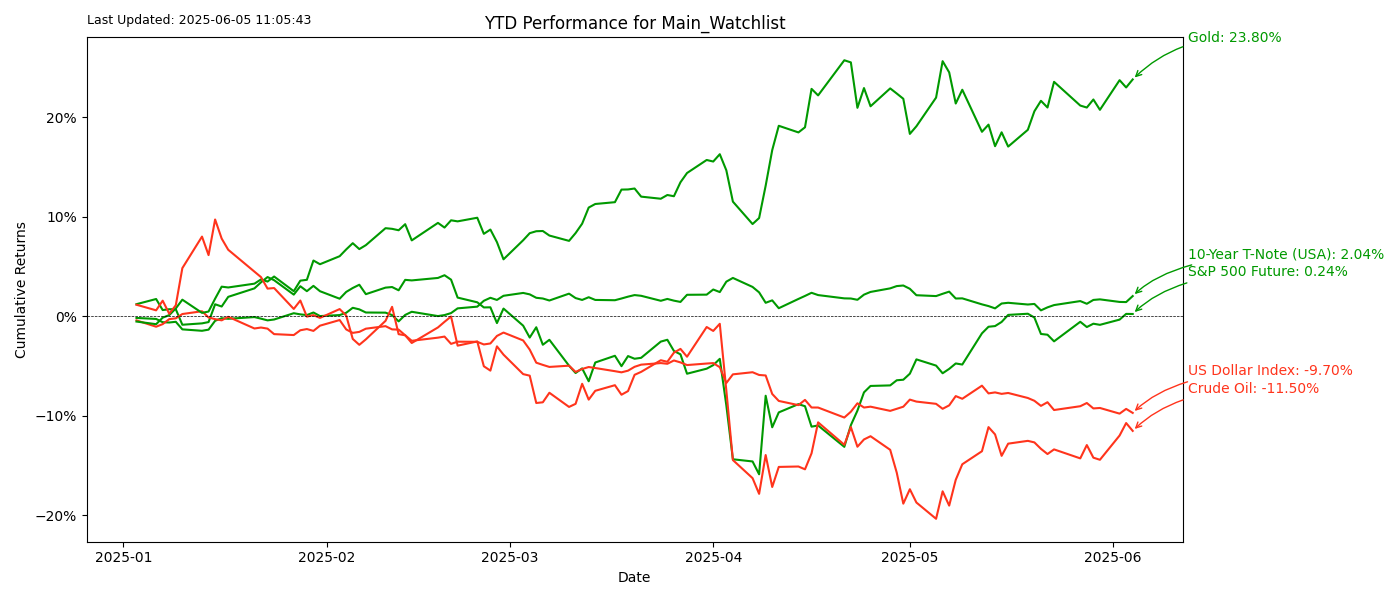 Last Updated: 2025-06-05 11:05:43
YTD Performance for Main_Watchlist
Gold: 23.80%
20%
10%
0%
−10%
−20%
Cumulative Returns
10-Year T-Note (USA): 2.04%
S&P 500 Future: 0.24%
US Dollar Index: -9.70%
Crude Oil: -11.50%
2025-01
2025-02
2025-03
2025-04
2025-05
2025-06
Date